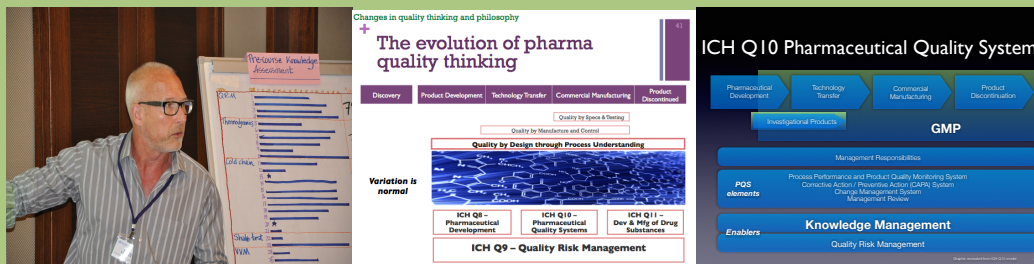 Pre-course Knowledge
Assessment
Cold chain
Shake test
VVM
Changes in quality thinking and philosophy
+
41
The evolution of pharma
quality thinking
Discovery
Product Development
Technology Transfer
Commercial Manufacturing
Product
Discontinued
Quality by Specs & Testing
Quality by Manufacture and Control
Quality by Design through Process Understanding
Variation is
normal
ICH Q8 –
Pharmaceutical
Development
ICH Q10 –
Pharmaceutical
Quality Systems
ICH Q11 –
Dev & Mfg of Drug
Substances
ICH Q9 – Quality Risk Management
ICH Q10 Pharmaceutical Quality System
Pharmaceutical
Development
Technology
Transfer
Commercial
Manufacturing
Product
Discontinuation
Investigational Products
GMP
Management Responsibilities
PQS
elements
Process Performance and Product Quality Monitoring System
Corrective Action / Preventive Action (CAPA) System
Change Management System
Management Review
Enablers
Knowledge Management
Quality Risk Management